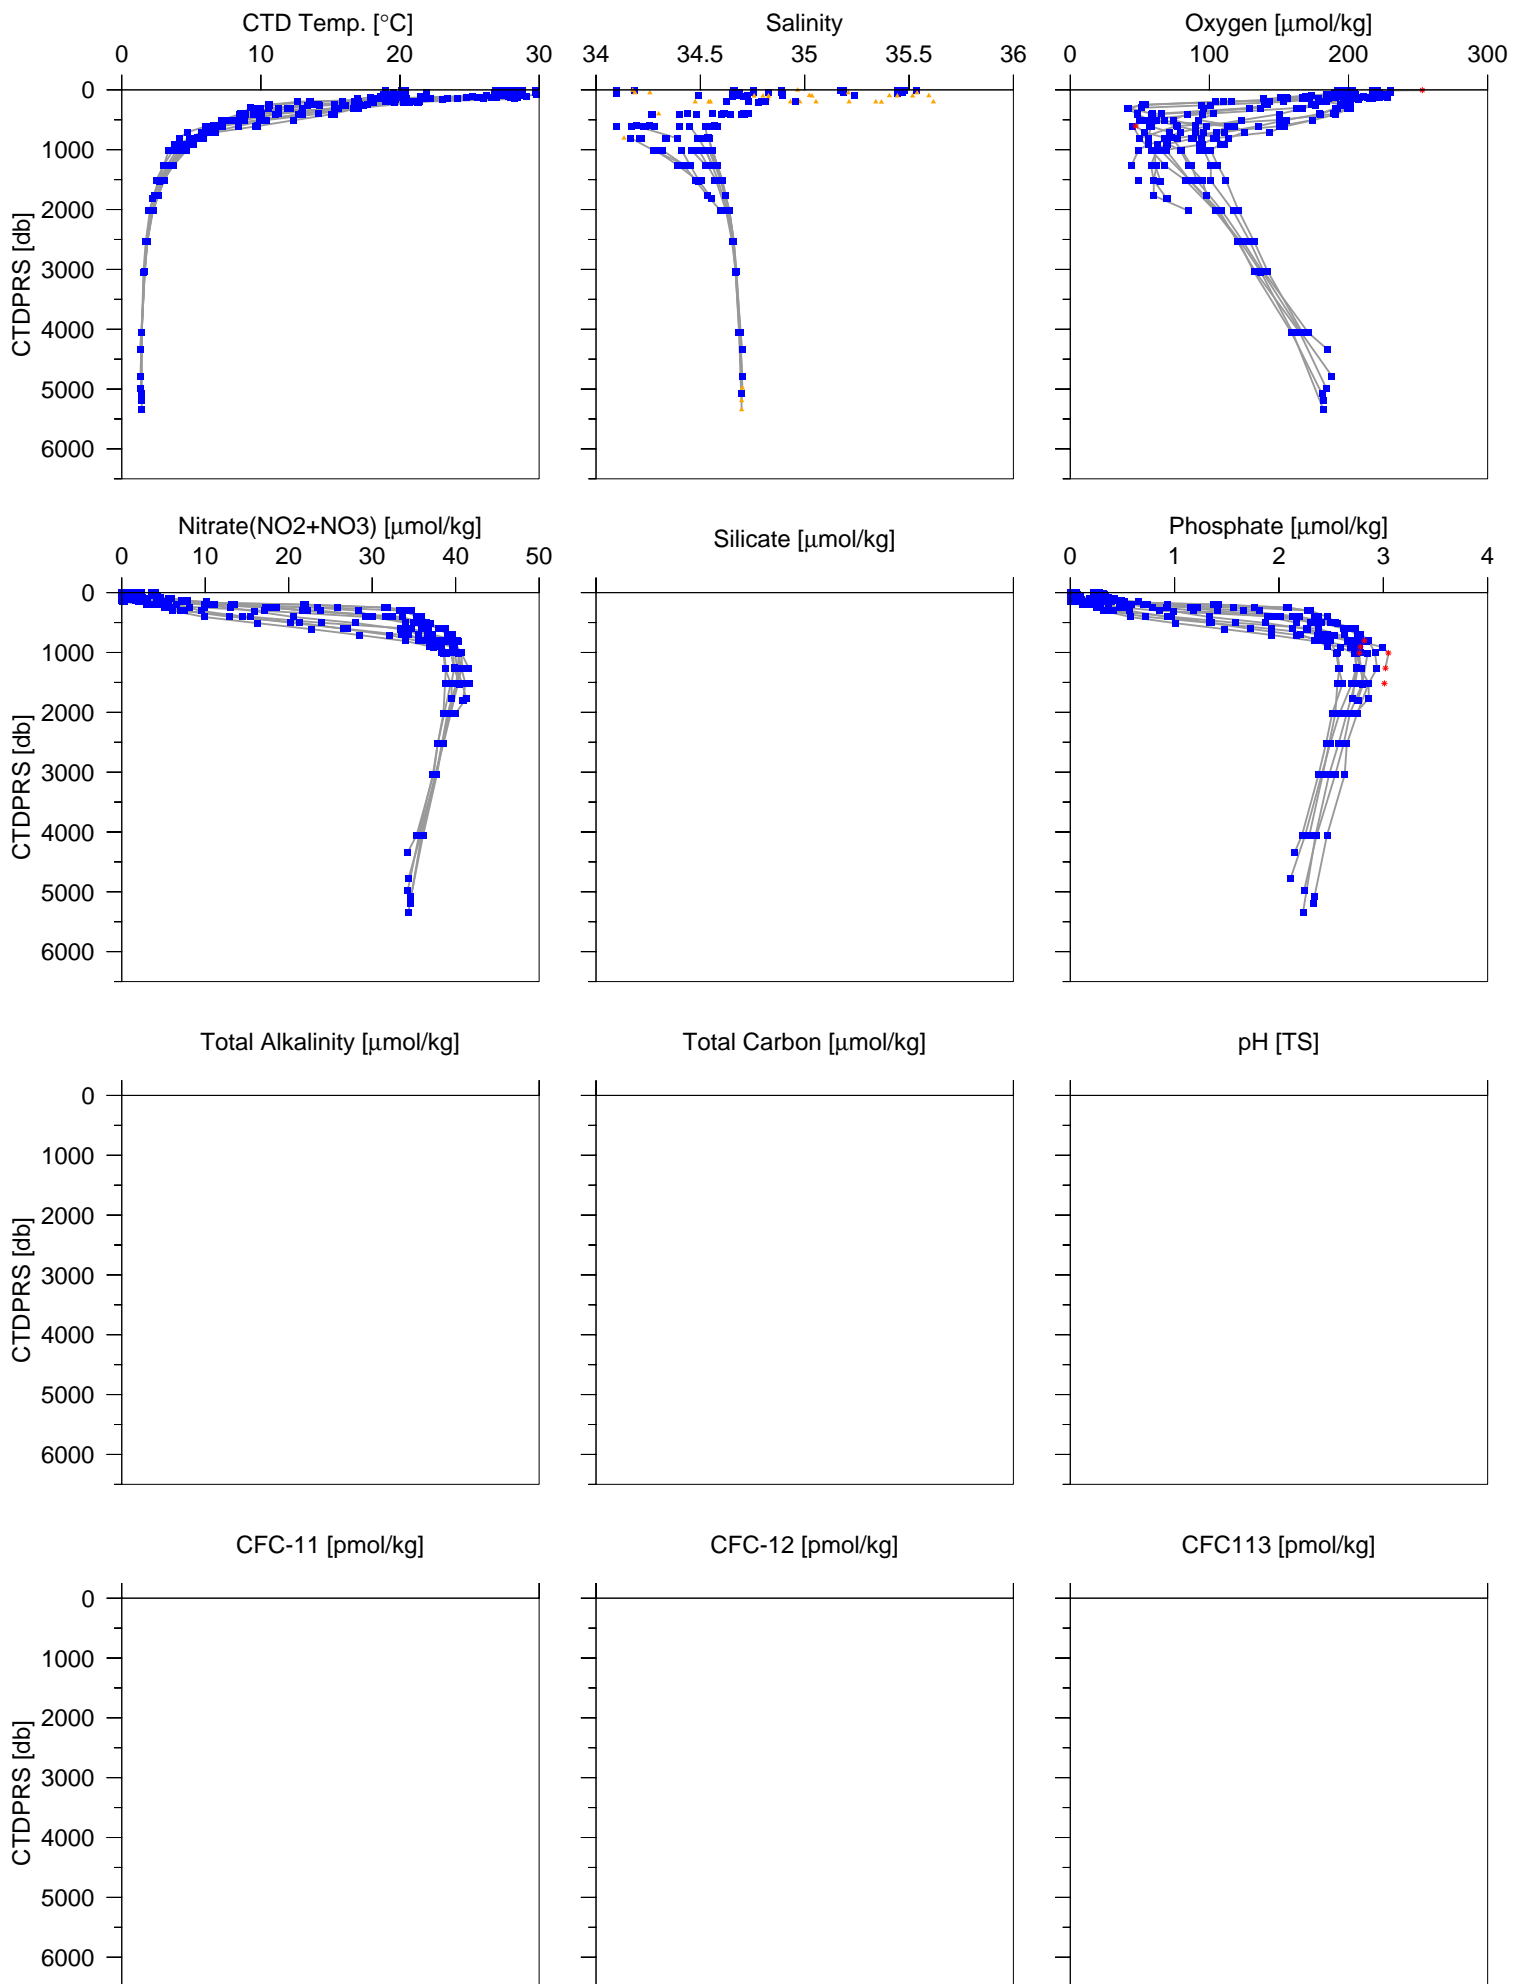 CTD Temp. [°C] Salinity Oxygen [μmol/kg]
0 10 20 30 34 34.5 35 35.5 36 0 100 200 300
0
1000
2000
3000
4000
5000
6000
CTDPRS [db]
Nitrate(NO2+NO3) [μmol/kg] Silicate [μmol/kg] Phosphate [μmol/kg]
0 10 20 30 40 50 0 1 2 3 4
0
1000
2000
3000
4000
5000
6000
CTDPRS [db]
Total Alkalinity [μmol/kg] Total Carbon [μmol/kg] pH [TS]
0
1000
2000
3000
4000
5000
6000
CTDPRS [db]
CFC-11 [pmol/kg] CFC-12 [pmol/kg] CFC113 [pmol/kg]
0
1000
2000
3000
4000
5000
6000
CTDPRS [db]